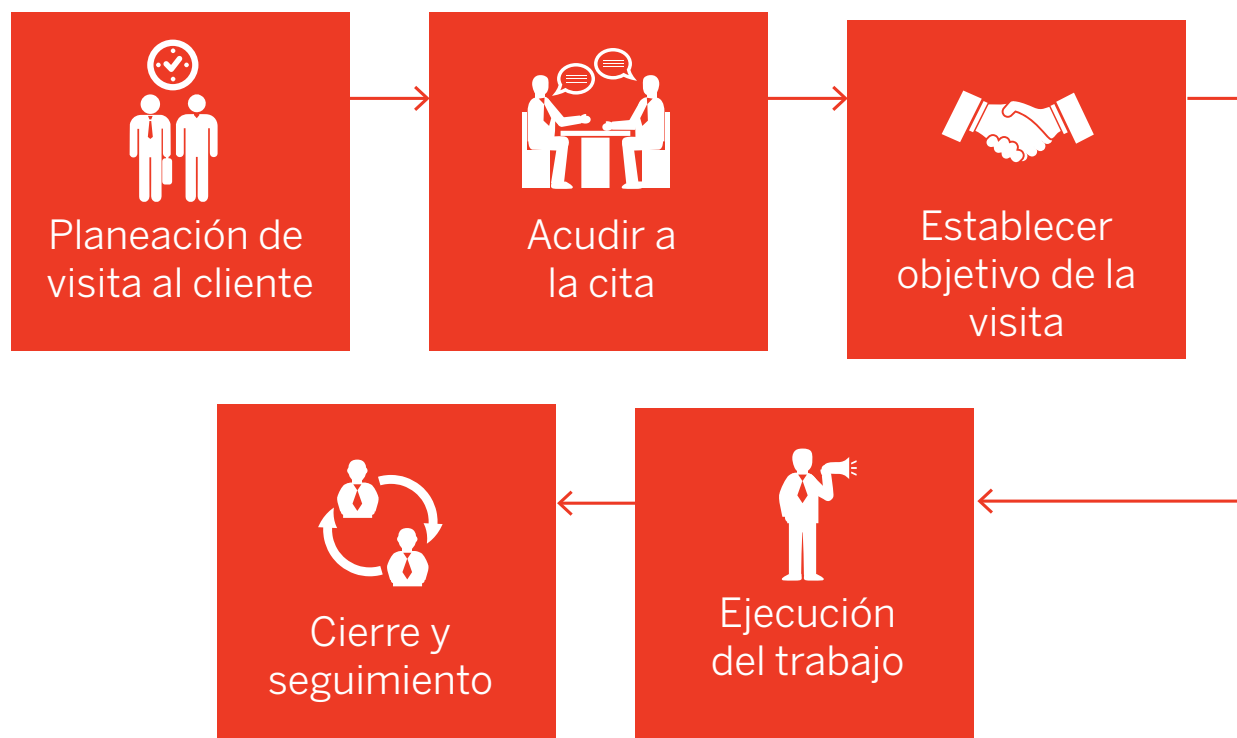 Planeación de
visita al cliente
Acudir a
la cita
Establecer
objetivo de la
visita
Ejecución
del trabajo
Cierre y
seguimiento